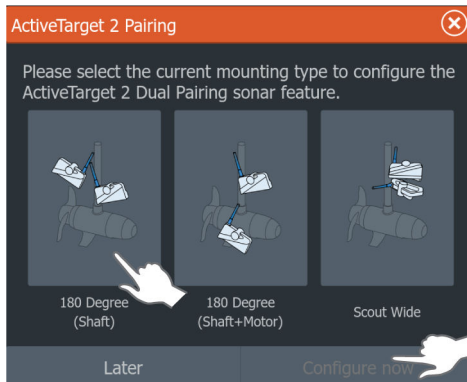 ActiveTarget 2 Pairing
Please select the current mounting type to configure the
ActiveTarget 2 Dual Pairing sonar feature.
180 Degree
(Shaft)
180 Degree
(Shaft+Motor)
Scout Wide
Later
Configure now